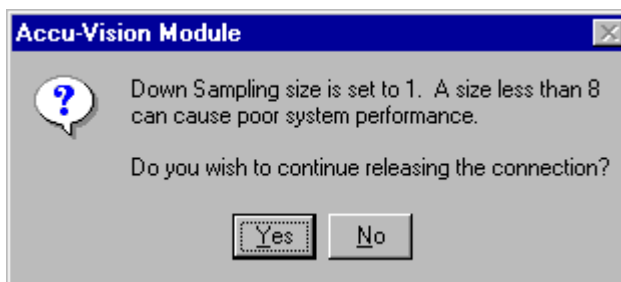 Accu-Vision Module
?
Down Sampling size is set to 1. A size less than 8
can cause poor system performance.
Do you wish to continue releasing the connection?
Yes No